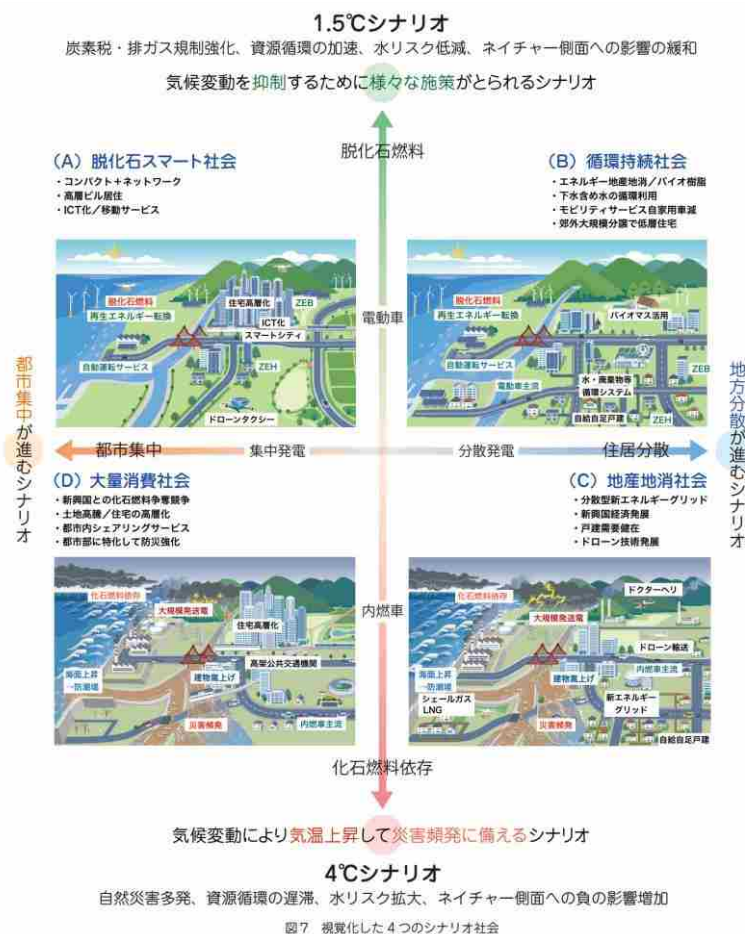 1.5℃シナリオ
炭素税・排ガス規制強化、資源循環の加速、水リスク低減、ネイチャー側面への影響の緩和
気候変動を抑制するために様々な施策がとられるシナリオ
脱化石燃料
(A) 脱化石スマート社会
・コンパクト+ネットワーク
・高層ビル居住
・ICT化/移動サービス
(B) 循環持続社会
・エネルギー地産地消/バイオ樹脂
・下水含め水の循環利用
・モビリティサービス自家用車減
・郊外大規模分譲で低層住宅
脱化石燃料
再生エネルギー転換
住宅高層化
ZEB
ICT化
スマートシティ
自動運転サービス
ZEH
ドローンタクシー
電動車
脱化石燃料
再生エネルギー転換
バイオマス活用
自動運転サービス
ZEB
電動車主流
水・廃棄物等
循環システム
自給自足戸建
ZEH
都市集中が進むシナリオ
都市集中
集中発電
分散発電
住居分散
地方分散が進むシナリオ
(D) 大量消費社会
・新興国との化石燃料争奪競争
・土地高騰/住宅の高層化
・都市内シェアリングサービス
・都市部に特化して防災強化
(C) 地産地消社会
・分散型新エネルギーグリッド
・新興国経済発展
・戸建需要健在
・ドローン技術発展
化石燃料依存
大規模発送電
住宅高層化
高架公共交通機関
海面上昇
→防潮堤
建物嵩上げ
災害頻発
内燃車主流
内燃車
化石燃料依存
ドクターヘリ
大規模発送電
ドローン輸送
海面上昇
→防潮堤
建物嵩上げ
内燃車主流
シェールガス
LNG
新エネルギー
グリッド
災害頻発
自給自足戸建
化石燃料依存
気候変動により気温上昇して災害頻発に備えるシナリオ
4℃シナリオ
自然災害多発、資源循環の遅滞、水リスク拡大、ネイチャー側面への負の影響増加
図7 視覚化した4つのシナリオ社会